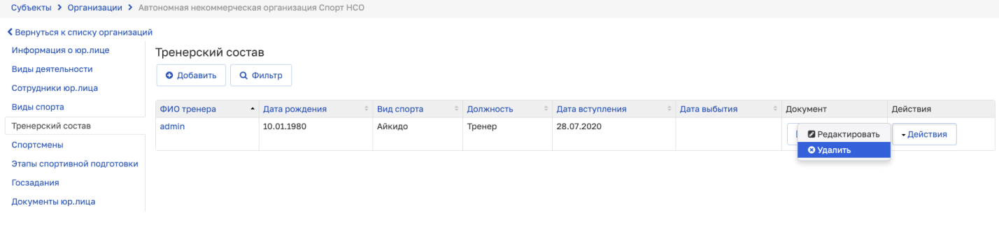 Субъекты > Организации > Автономная некоммерческая организация Спорт НСО
Вернуться к списку организаций
Информация о юр.лице
Виды деятельности
Сотрудники юр.лица
Виды спорта
Тренерский состав
Спортсмены
Этапы спортивной подготовки
Госзадания
Документы юр.лица
Тренерский состав
Добавить Фильтр
ФИО тренера Дата рождения Вид спорта Должность Дата вступления Дата выбытия Документ Действия
admin 10.01.1980 Айкидо Тренер 28.07.2020 Действия
Редактировать
Удалить